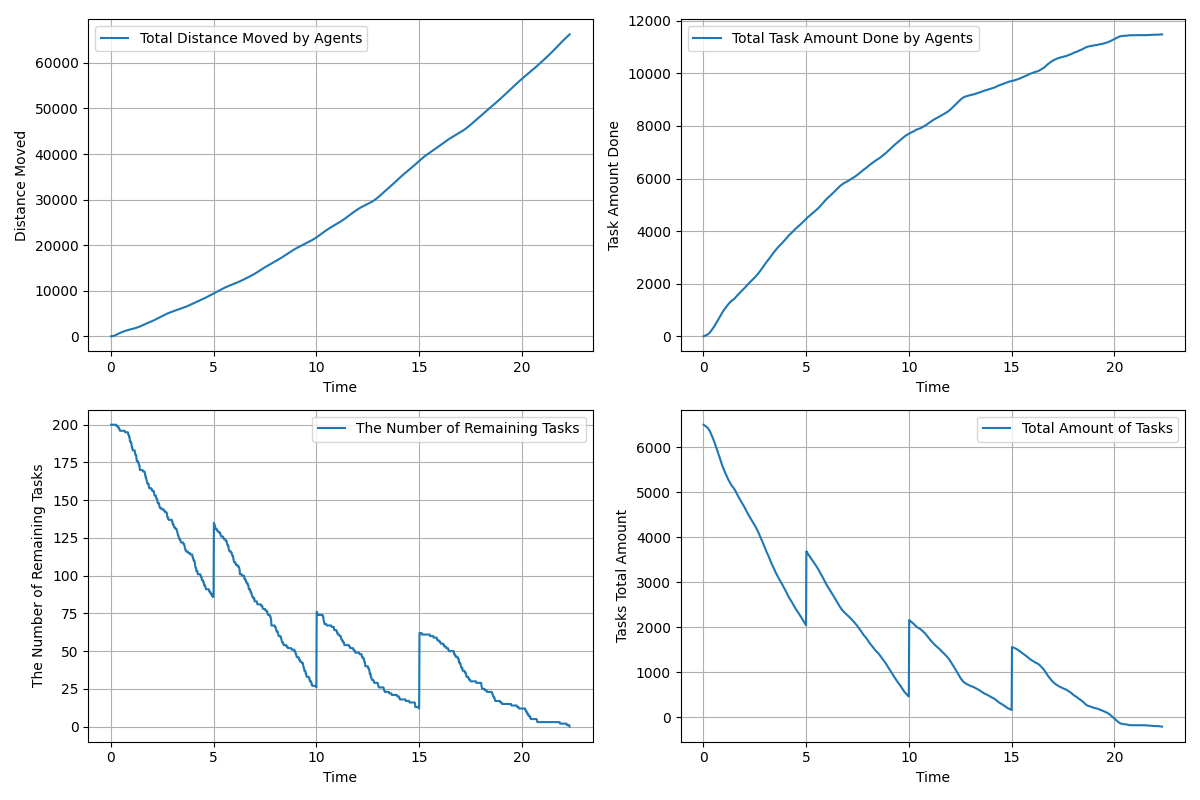 Total Distance Moved by Agents
Distance Moved
60000
50000
40000
30000
20000
10000
0
0 5 10 15 20
Time
Total Task Amount Done by Agents
Task Amount Done
12000
10000
8000
6000
4000
2000
0
0 5 10 15 20
Time
The Number of Remaining Tasks
The Number of Remaining Tasks
200
175
150
125
100
75
50
25
0
0 5 10 15 20
Time
Total Amount of Tasks
Tasks Total Amount
6000
5000
4000
3000
2000
1000
0
0 5 10 15 20
Time